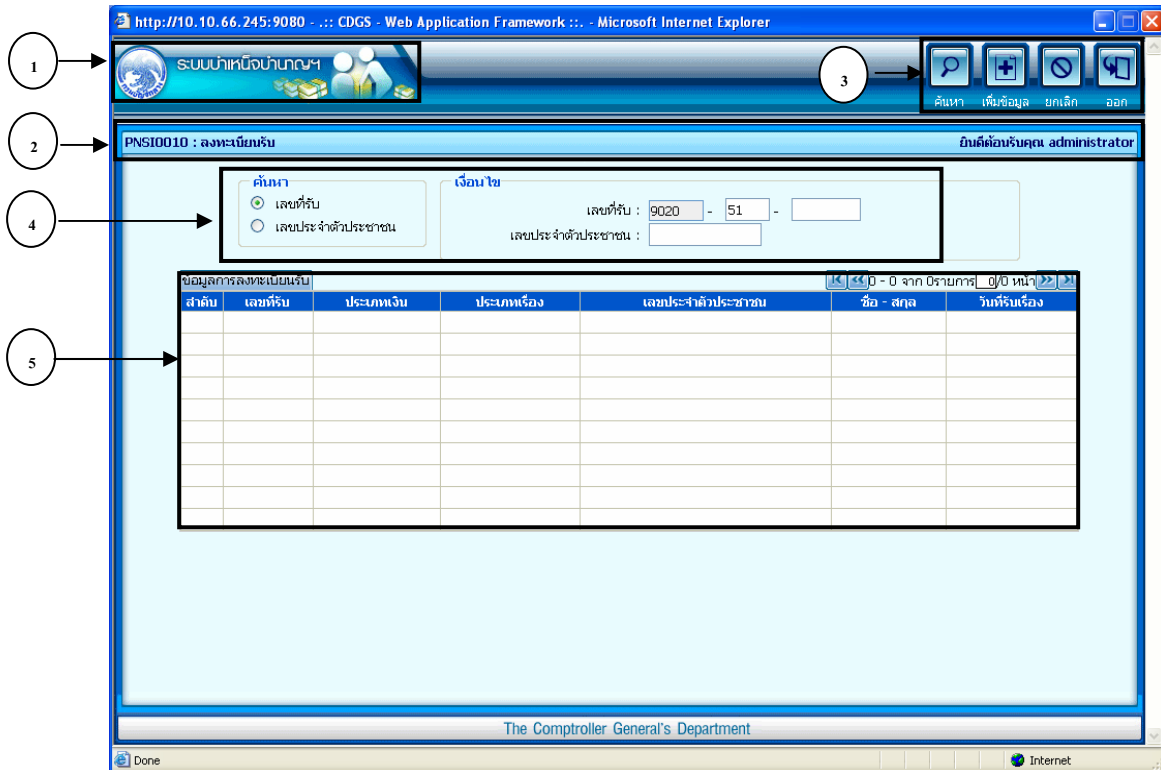 http://10.10.66.245:9080 - .:: CDGS - Web Application Framework ::. - Microsoft Internet Explorer
1
ระบบบำเหน็จบำนาญฯ
กรมบัญชีกลาง
3
ค้นหา เพิ่มข้อมูล ยกเลิก ออก
2
PNSI0010 : ลงทะเบียนรับ ยินดีต้อนรับคุณ administrator
4
ค้นหา เงื่อนไข
เลขที่รับ
เลขที่รับ : 9020 - 51 -
เลขประจำตัวประชาชน
เลขประจำตัวประชาชน :
ข้อมูลการลงทะเบียนรับ 0 - 0 จาก 0รายการ 0/0 หน้า
ลำดับ เลขที่รับ ประเภทเงิน ประเภทเรื่อง เลขประจำตัวประชาชน ชื่อ - สกุล วันที่รับเรื่อง
5
The Comptroller General's Department
Done Internet